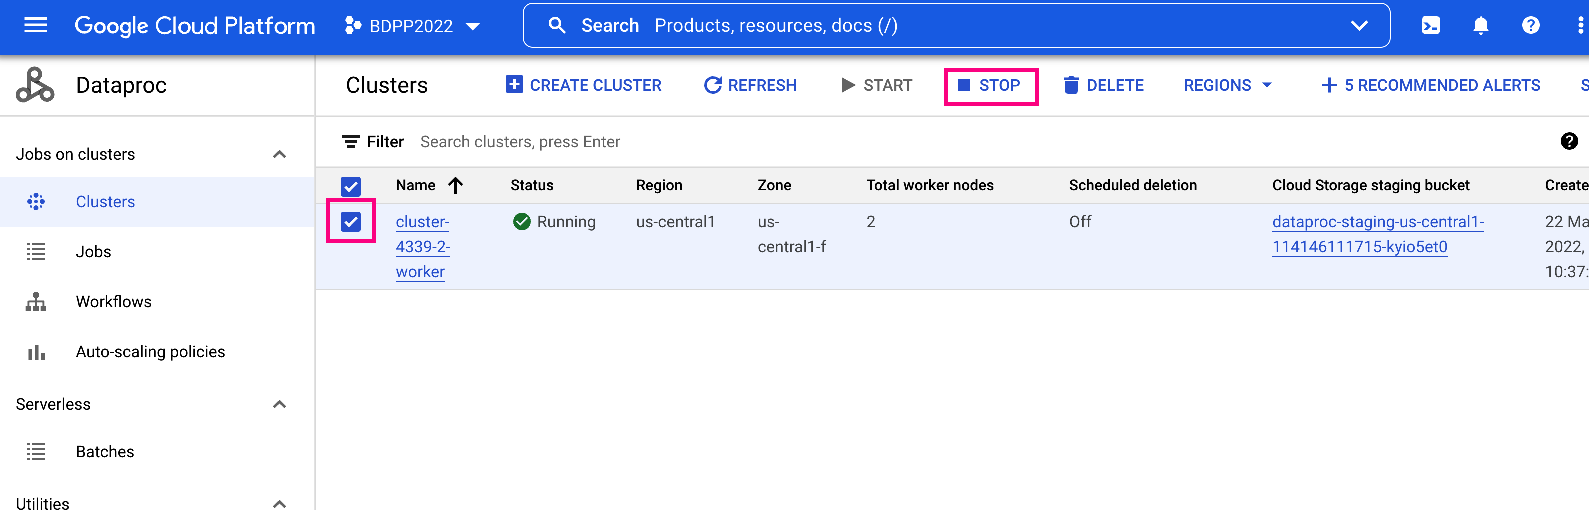 Google Cloud Platform BDPP2022 Search Products, resources, docs (/)
Dataproc
Clusters CREATE CLUSTER REFRESH START STOP DELETE REGIONS 5 RECOMMENDED ALERTS S
Jobs on clusters
Clusters
Jobs
Workflows
Auto-scaling policies
Serverless
Batches
Utilities
Filter Search clusters, press Enter
Name Status Region Zone Total worker nodes Scheduled deletion Cloud Storage staging bucket Create
cluster- Running us-central1 us- 2 Off dataproc-staging-us-central1- 22 Ma
4339-2- central1-f 114146111715-kyio5et0 2022,
worker 10:37: